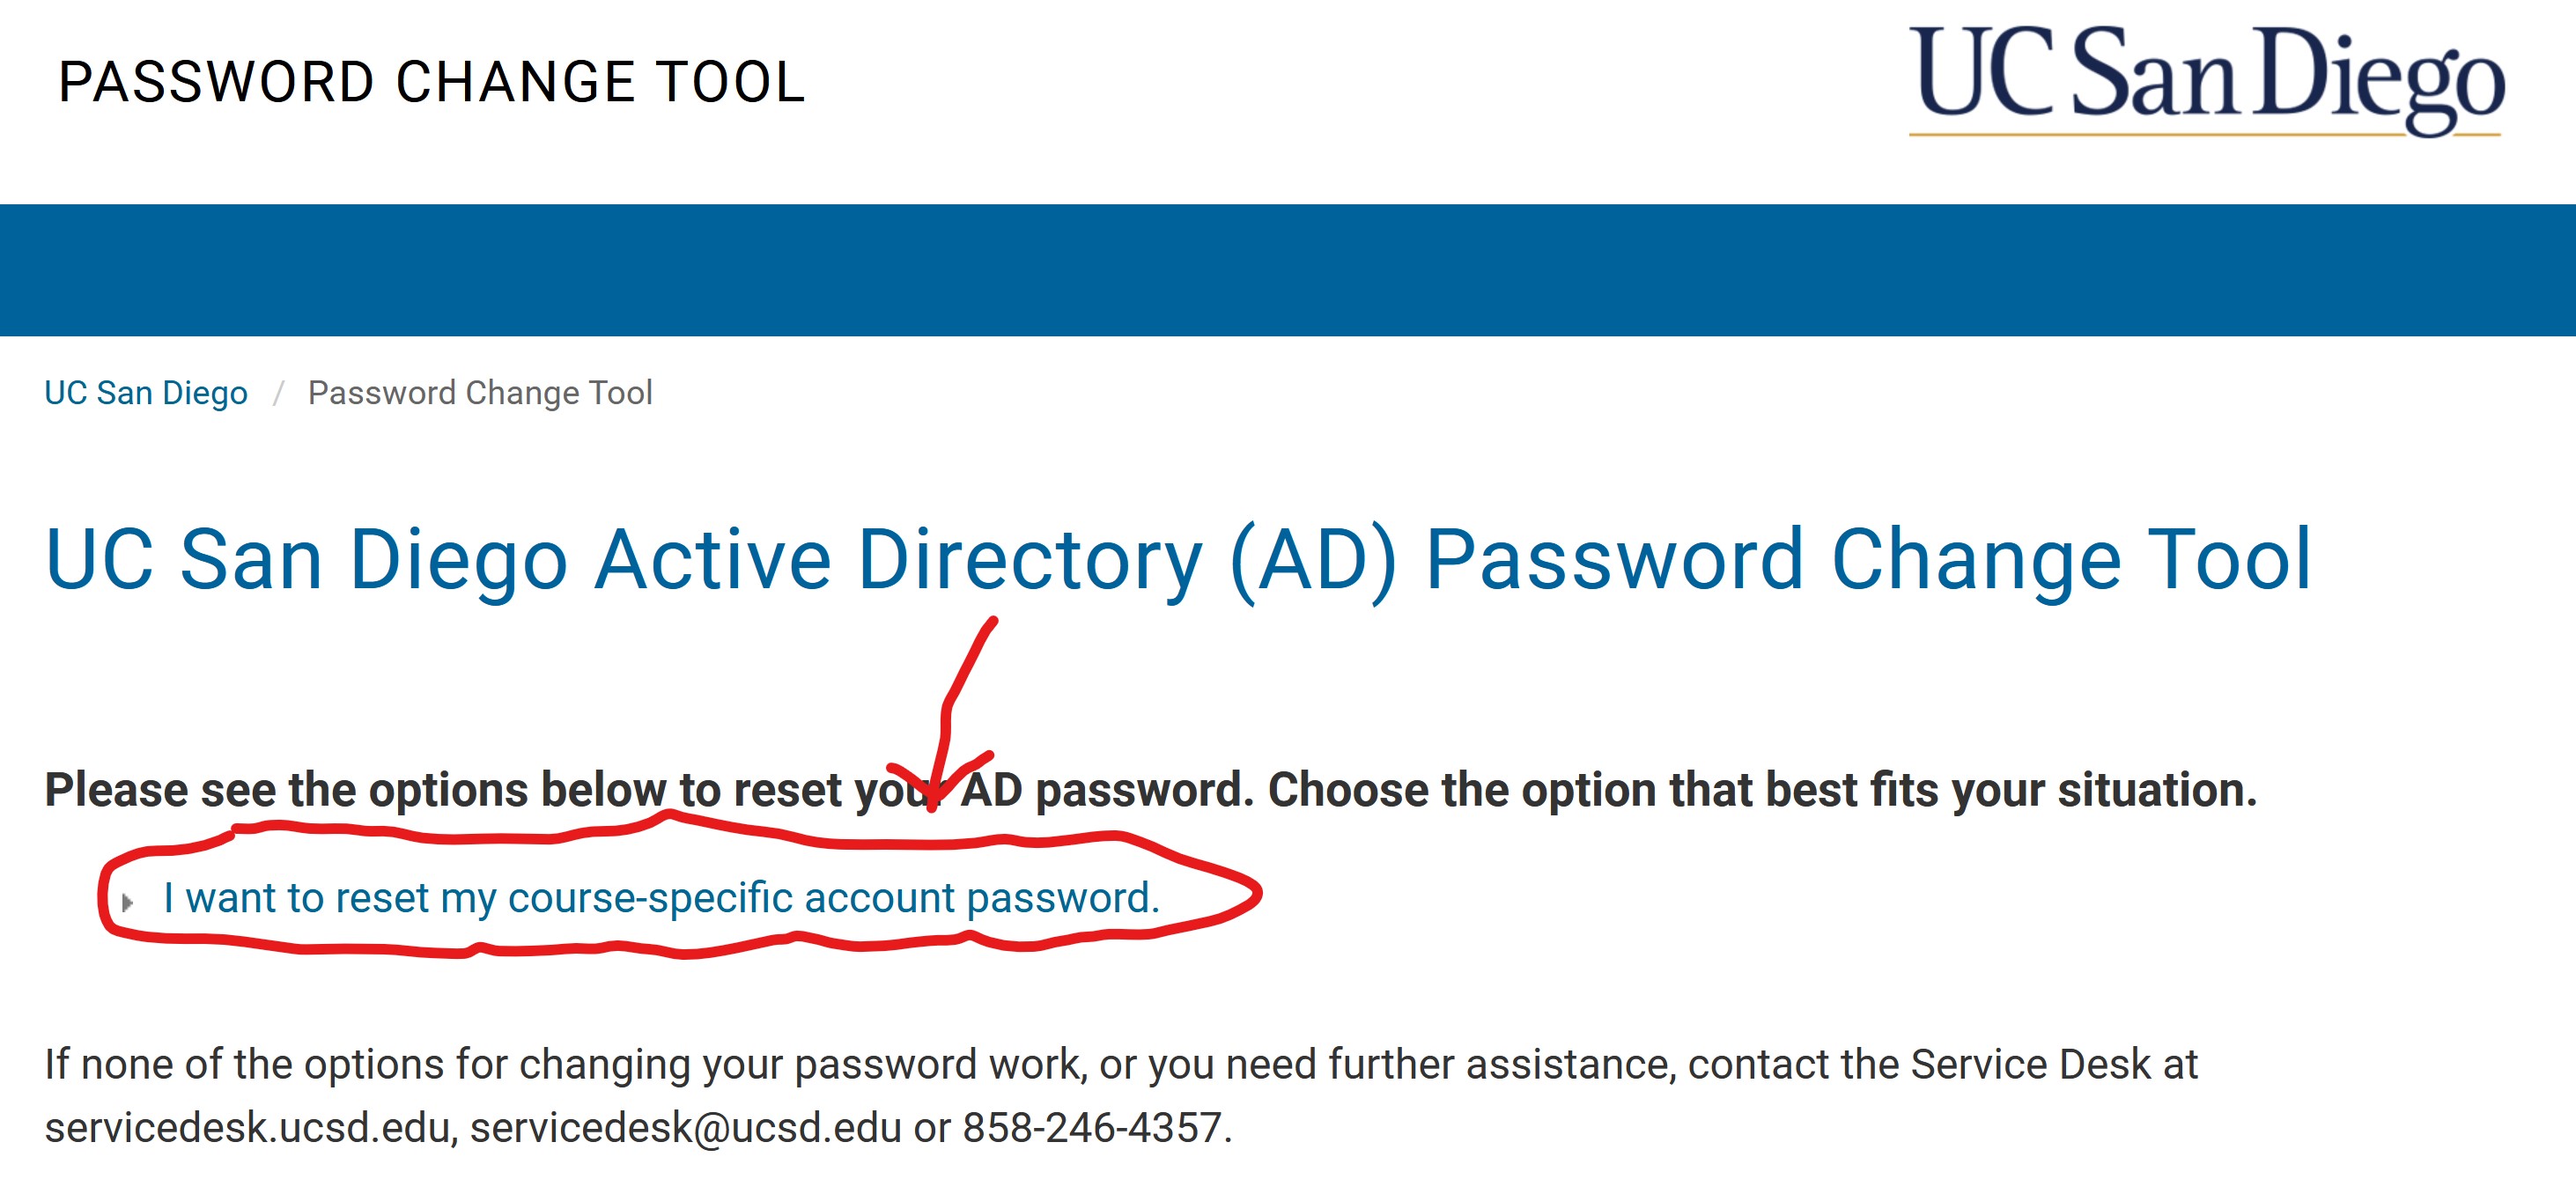 PASSWORD CHANGE TOOL
UC San Diego
UC San Diego / Password Change Tool
UC San Diego Active Directory (AD) Password Change Tool
Please see the options below to reset your AD password. Choose the option that best fits your situation.
I want to reset my course-specific account password.
If none of the options for changing your password work, or you need further assistance, contact the Service Desk at
servicedesk.ucsd.edu, servicedesk@ucsd.edu or 858-246-4357.